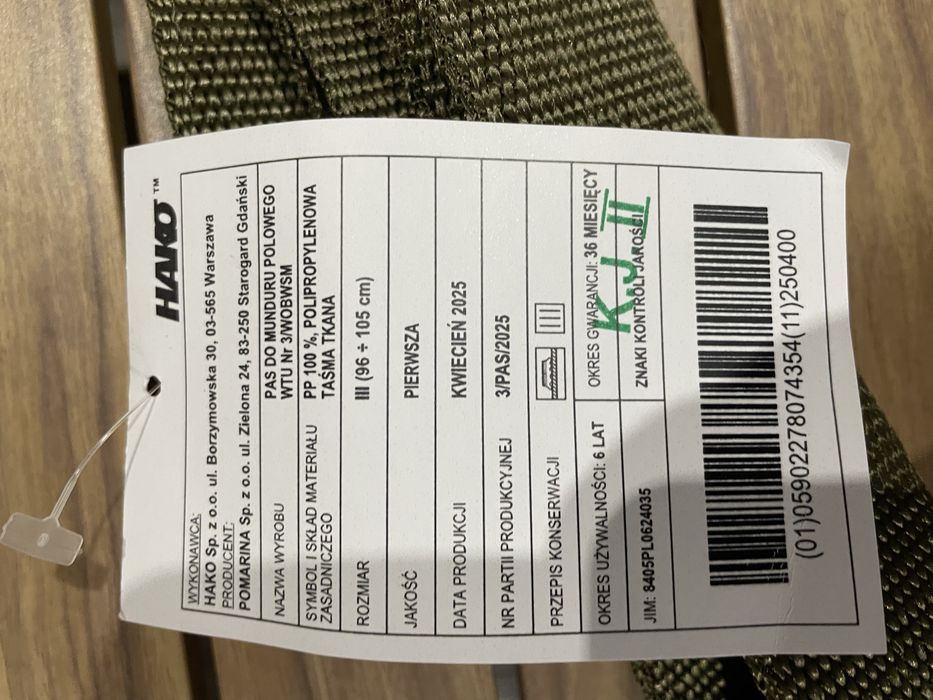 HAKO™
WYKONAWCA:
HAKO Sp. z o.o. ul. Borzymowska 30, 03-565 Warszawa
PRODUCENT:
POMARINA Sp. z o.o. ul. Zielona 24, 83-250 Starogard Gdański
NAZWA WYROBU
PAS DO MUNDURU POLOWEGO
WTU Nr 3/WOBWSM
SYMBOL I SKŁAD MATERIAŁU
ZASADNICZEGO
PP 100 %, POLIPROPYLENOWA
TAŚMA TKANA
ROZMIAR
III (96 ÷ 105 cm)
JAKOŚĆ
PIERWSZA
DATA PRODUKCJI
KWIECIEŃ 2025
NR PARTII PRODUKCYJNEJ
3/PAS/2025
PRZEPIS KONSERWACJI
OKRES UŻYWALNOŚCI: 6 LAT
OKRES GWARANCJI: 36 MIESIĘCY
K.J. II
JIM: 8405PL0624035
ZNAKI KONTROLI JAKOŚCI
(01)05902278074354(11)250400